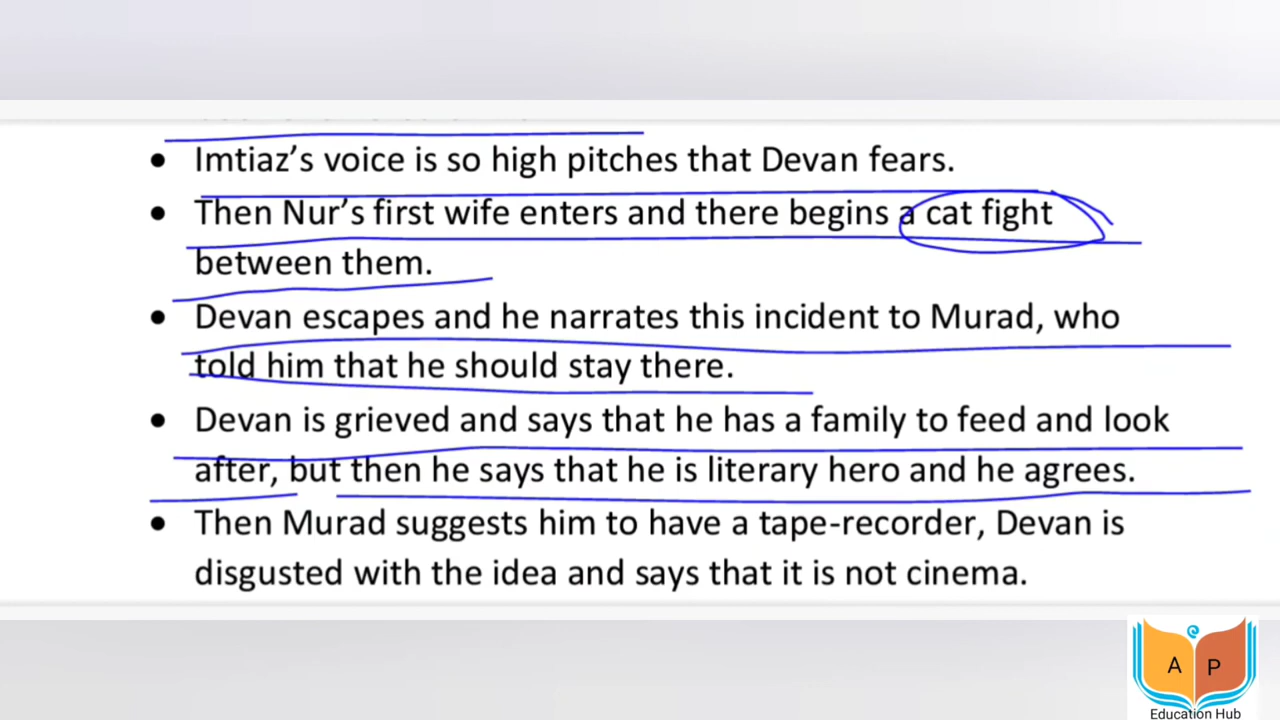 • Imtiaz's voice is so high pitches that Devan fears.
• Then Nur's first wife enters and there begins a cat fight
between them.
• Devan escapes and he narrates this incident to Murad, who
told him that he should stay there.
• Devan is grieved and says that he has a family to feed and look
after, but then he says that he is literary hero and he agrees.
• Then Murad suggests him to have a tape-recorder, Devan is
disgusted with the idea and says that it is not cinema.
A P
Education Hub